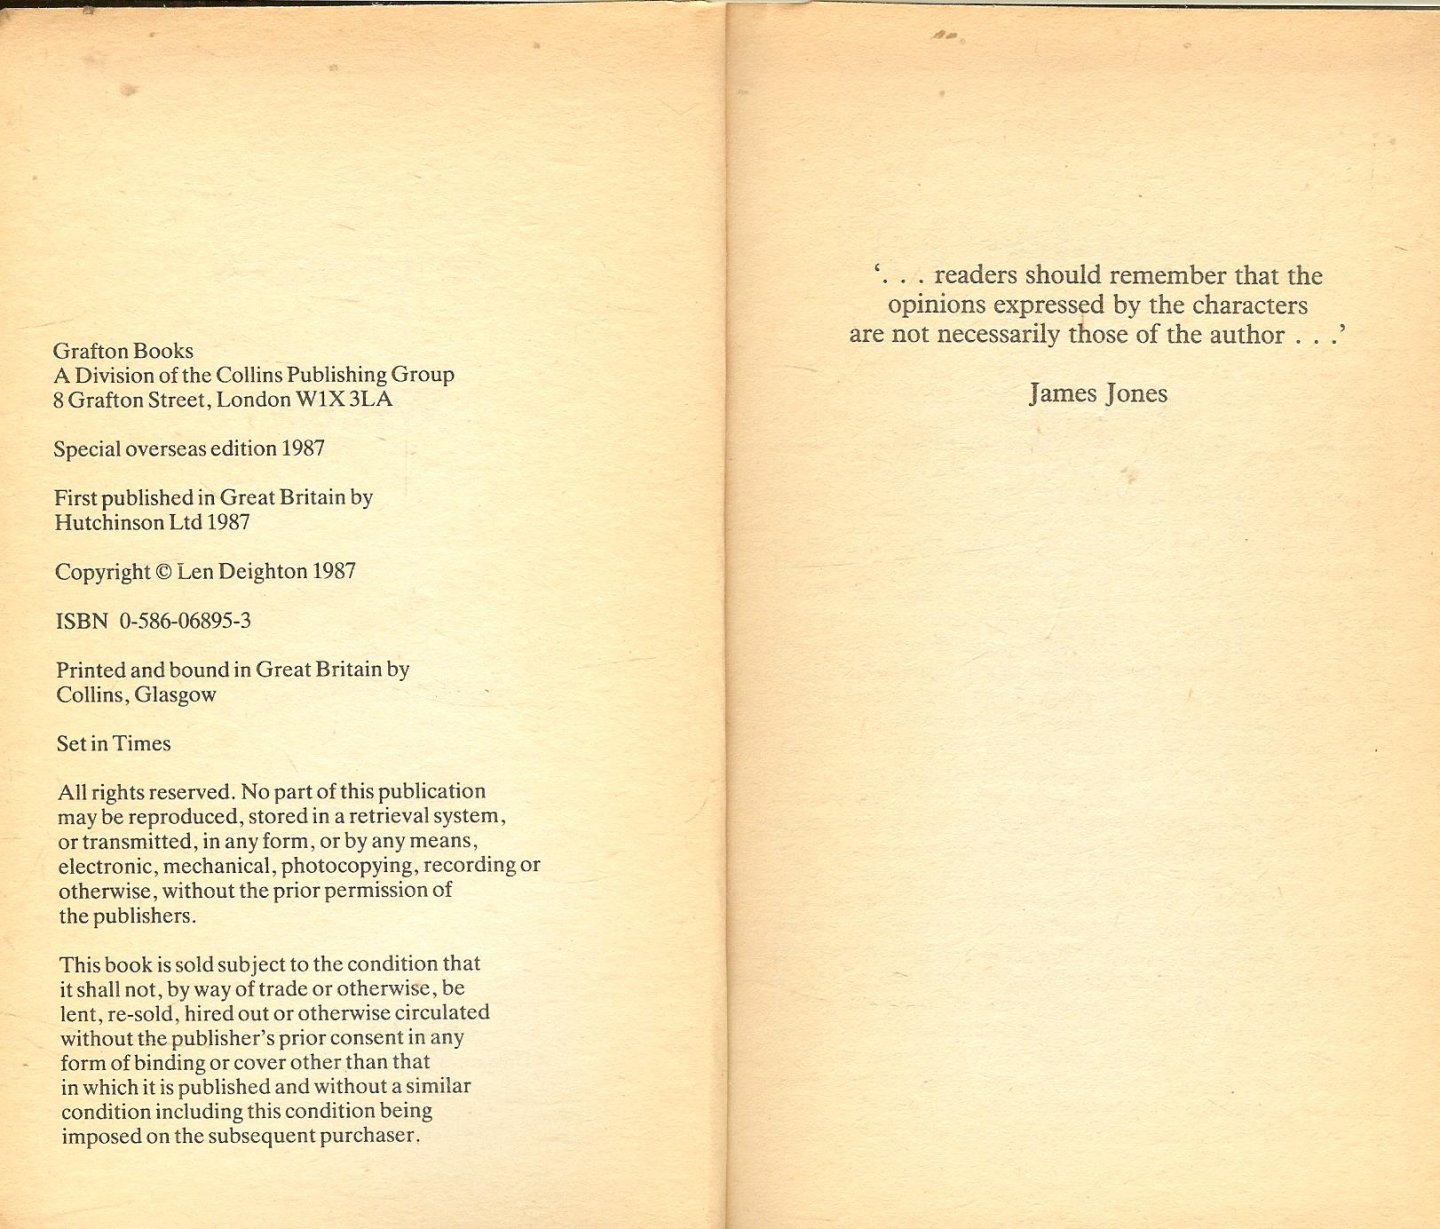 Grafton Books
A Division of the Collins Publishing Group
8 Grafton Street, London W1X 3LA
Special overseas edition 1987
First published in Great Britain by
Hutchinson Ltd 1987
Copyright © Len Deighton 1987
ISBN 0-586-06895-3
Printed and bound in Great Britain by
Collins, Glasgow
Set in Times
All rights reserved. No part of this publication
may be reproduced, stored in a retrieval system,
or transmitted, in any form, or by any means,
electronic, mechanical, photocopying, recording or
otherwise, without the prior permission of
the publishers.
This book is sold subject to the condition that
it shall not, by way of trade or otherwise, be
lent, re-sold, hired out or otherwise circulated
without the publisher’s prior consent in any
form of binding or cover other than that
in which it is published and without a similar
condition including this condition being
imposed on the subsequent purchaser.
‘. . . readers should remember that the
opinions expressed by the characters
are not necessarily those of the author . . .’
James Jones